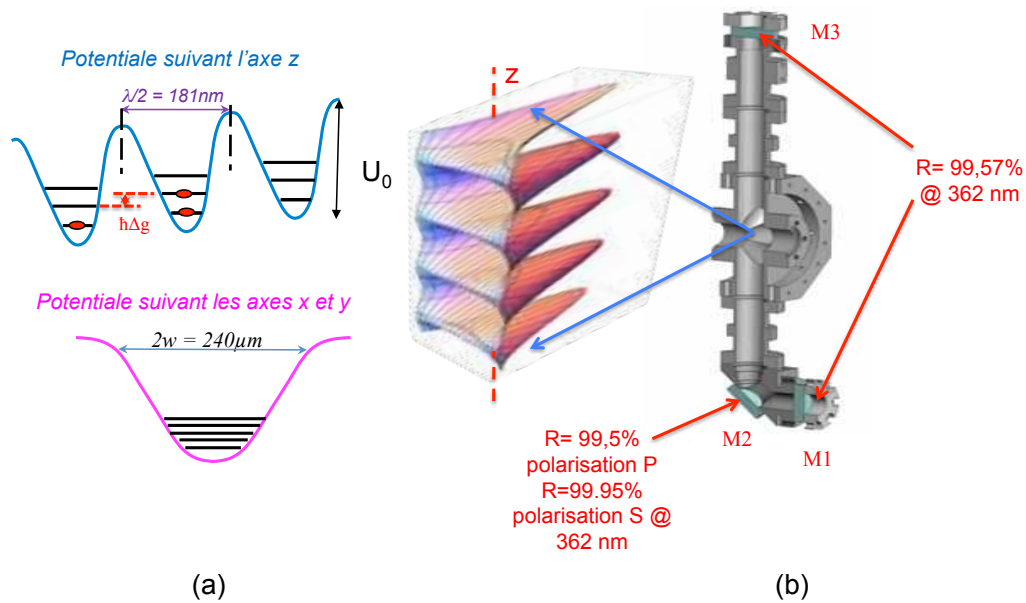 Potentiale suivant l'axe z
λ/2 = 181nm
U0
ħΔg
Potentiale suivant les axes x et y
2w = 240µm
(a)
z
M3
R= 99,57%
@ 362 nm
M2
M1
R= 99,5%
polarisation P
R=99.95%
polarisation S @
362 nm
(b)